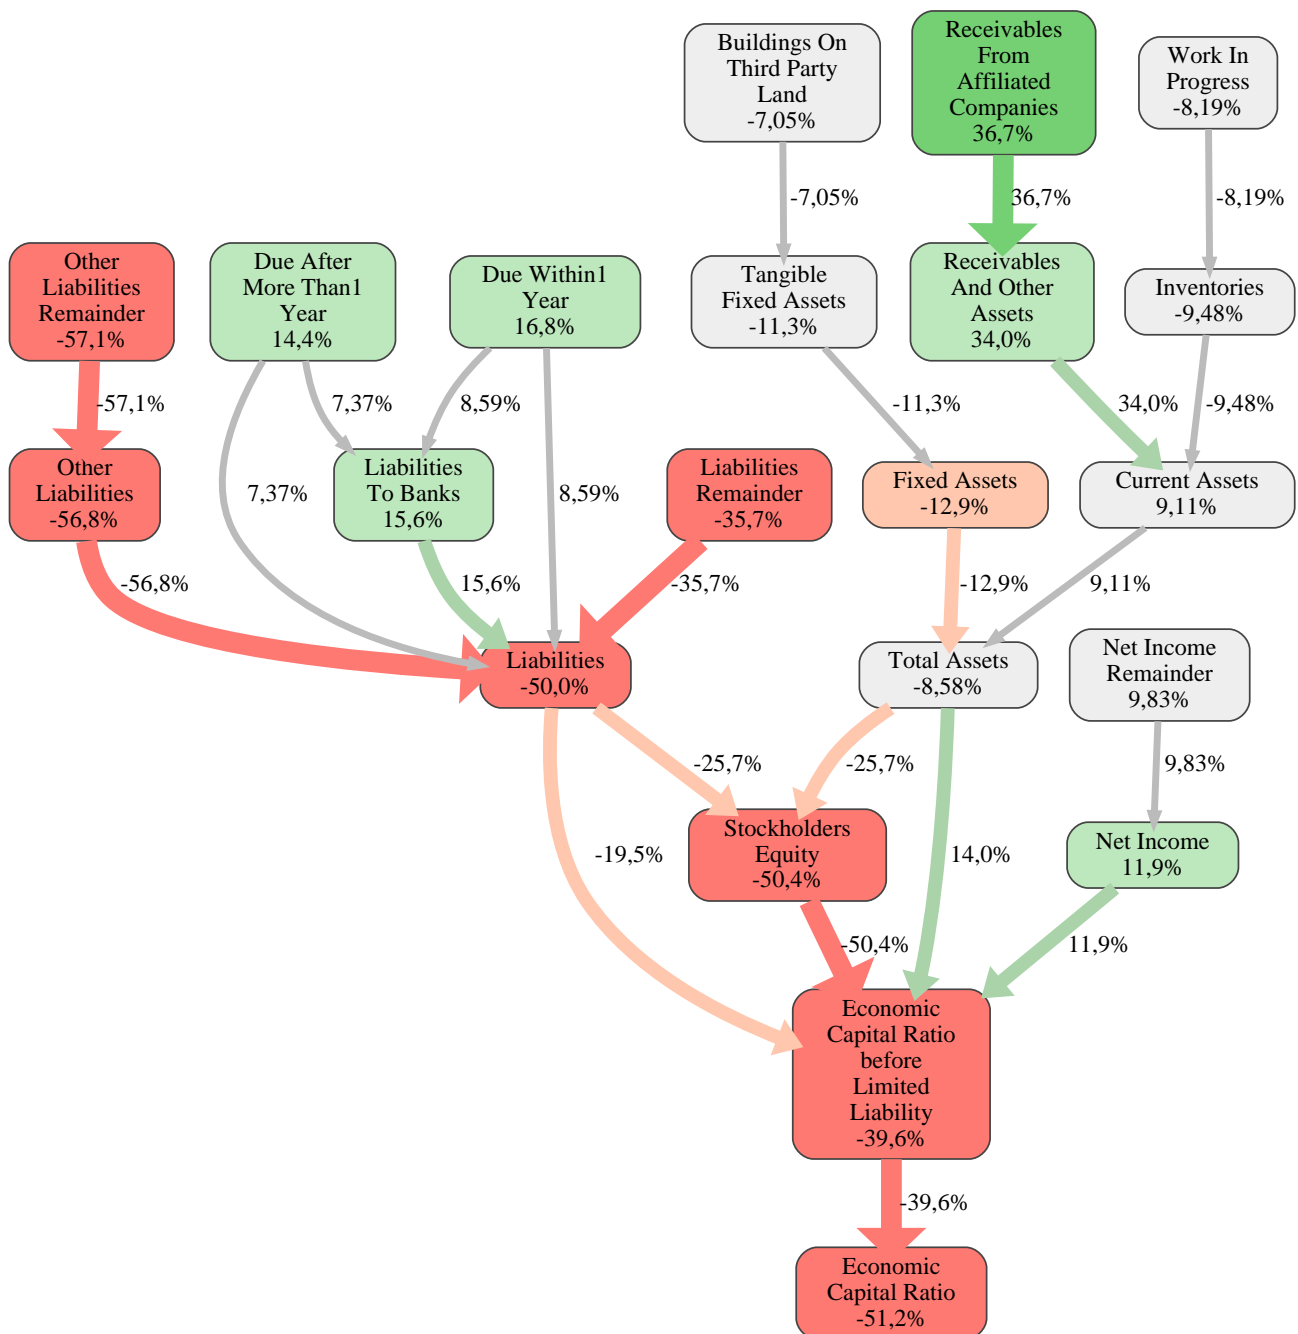 Buildings On
Third Party
Land
-7,05%
Receivables
From
Affiliated
Companies
36,7%
Work In
Progress
-8,19%
-7,05%
36,7%
-8,19%
Other
Liabilities
Remainder
-57,1%
Due After
More Than1
Year
14,4%
Due Within1
Year
16,8%
Tangible
Fixed Assets
-11,3%
Receivables
And Other
Assets
34,0%
Inventories
-9,48%
-57,1%
7,37%
8,59%
-11,3%
34,0%
-9,48%
Other
Liabilities
-56,8%
7,37%
Liabilities
To Banks
15,6%
8,59%
Liabilities
Remainder
-35,7%
Fixed Assets
-12,9%
Current Assets
9,11%
-56,8%
15,6%
-35,7%
-12,9%
9,11%
Liabilities
-50,0%
Total Assets
-8,58%
Net Income
Remainder
9,83%
-25,7%
-25,7%
9,83%
-19,5%
Stockholders
Equity
-50,4%
14,0%
Net Income
11,9%
-50,4%
11,9%
Economic
Capital Ratio
before
Limited
Liability
-39,6%
-39,6%
Economic
Capital Ratio
-51,2%